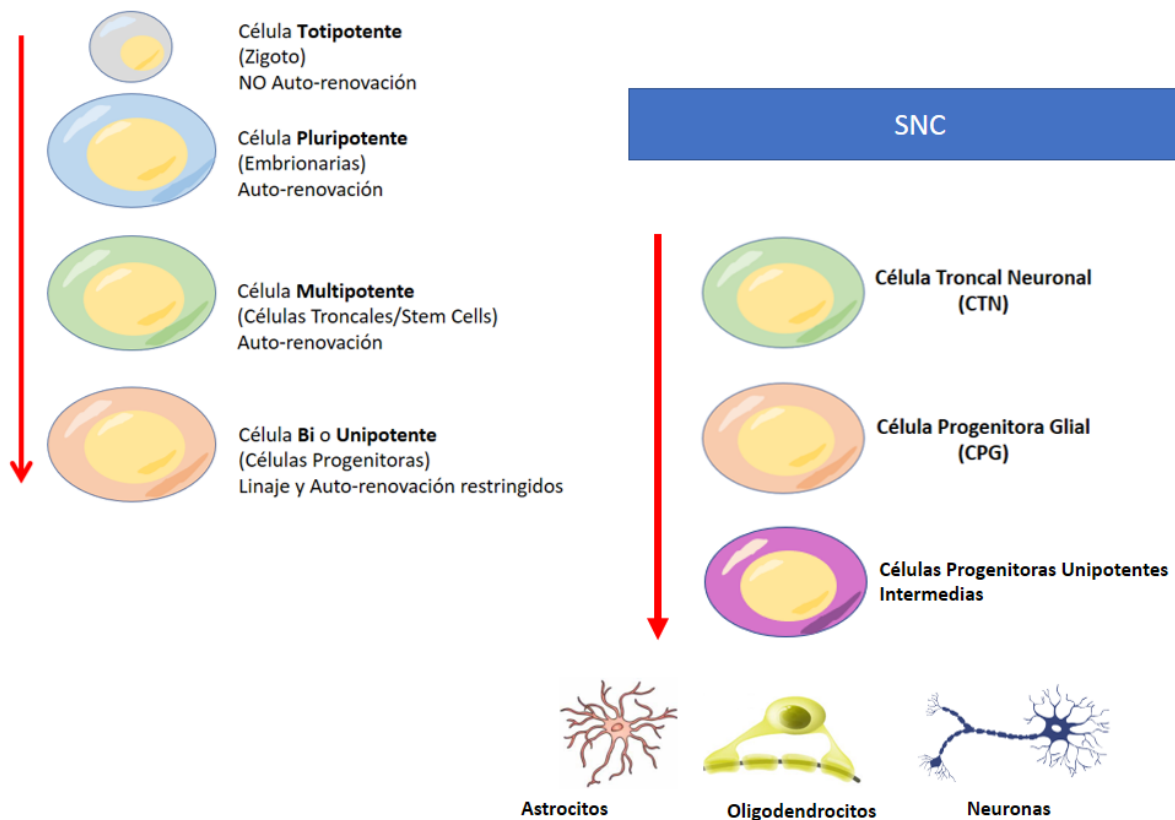 Célula Totipotente
(Zigoto)
NO Auto-renovación
Célula Pluripotente
(Embrionarias)
Auto-renovación
Célula Multipotente
(Células Troncales/Stem Cells)
Auto-renovación
Célula Bi o Unipotente
(Células Progenitoras)
Linaje y Auto-renovación restringidos
SNC
Célula Troncal Neuronal
(CTN)
Célula Progenitora Glial
(CPG)
Células Progenitoras Unipotentes
Intermedias
Astrocitos
Oligodendrocitos
Neuronas